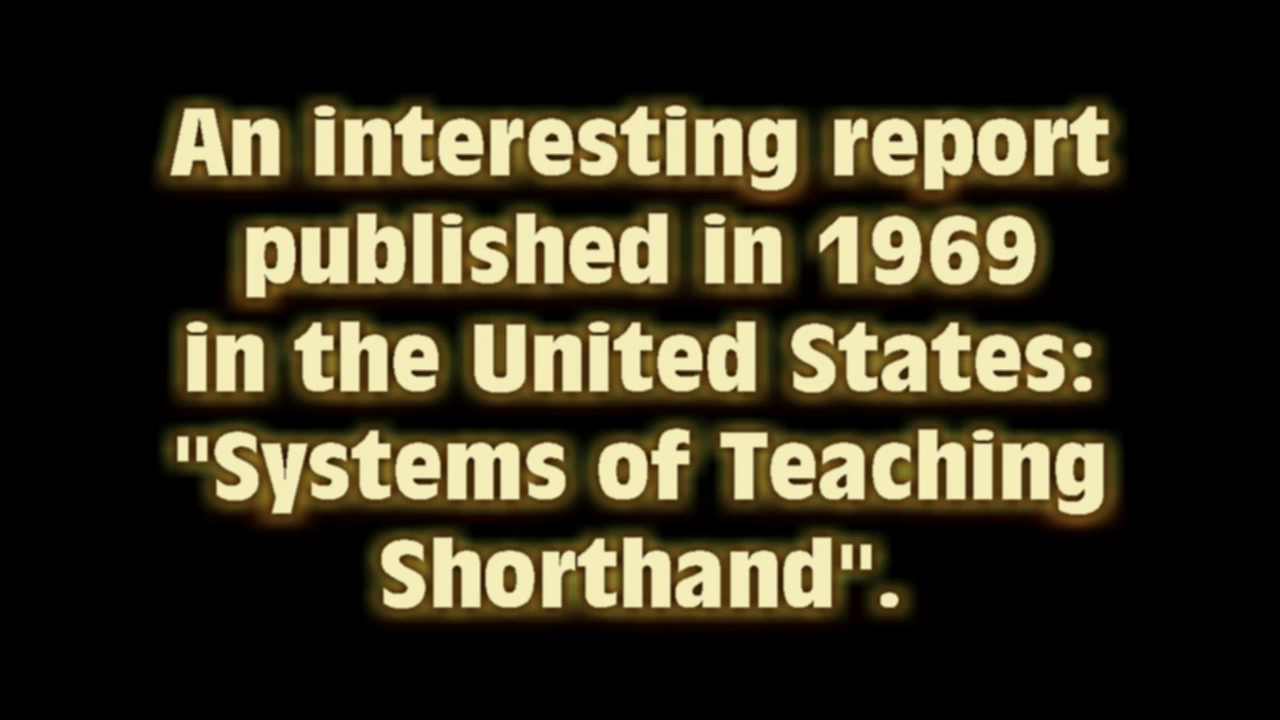 An interesting report
published in 1969
in the United States:
"Systems of Teaching
Shorthand".